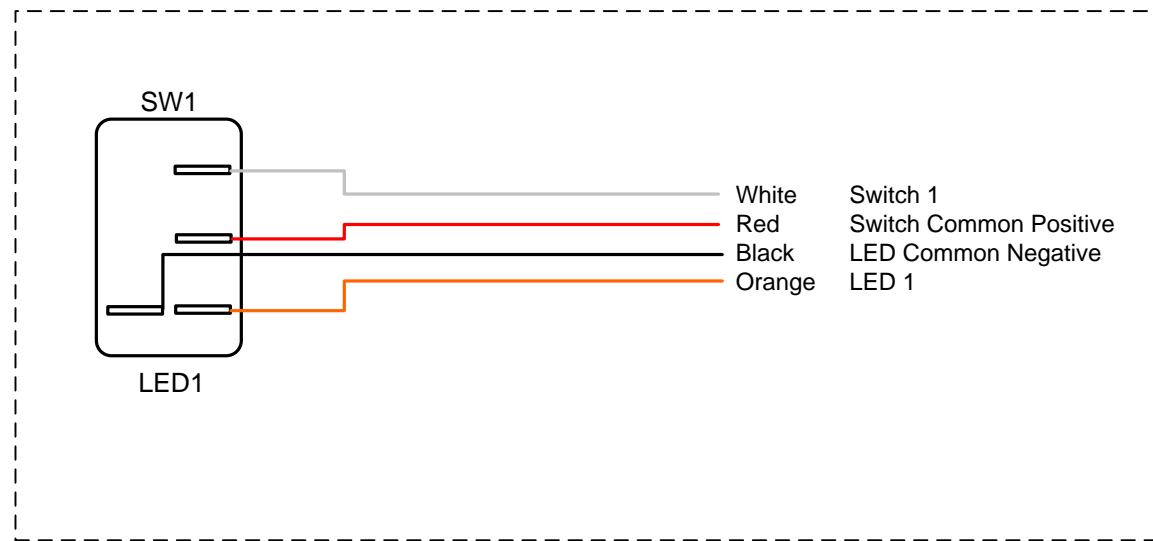 SW1
White Switch 1
Red Switch Common Positive
Black LED Common Negative
Orange LED 1
LED1